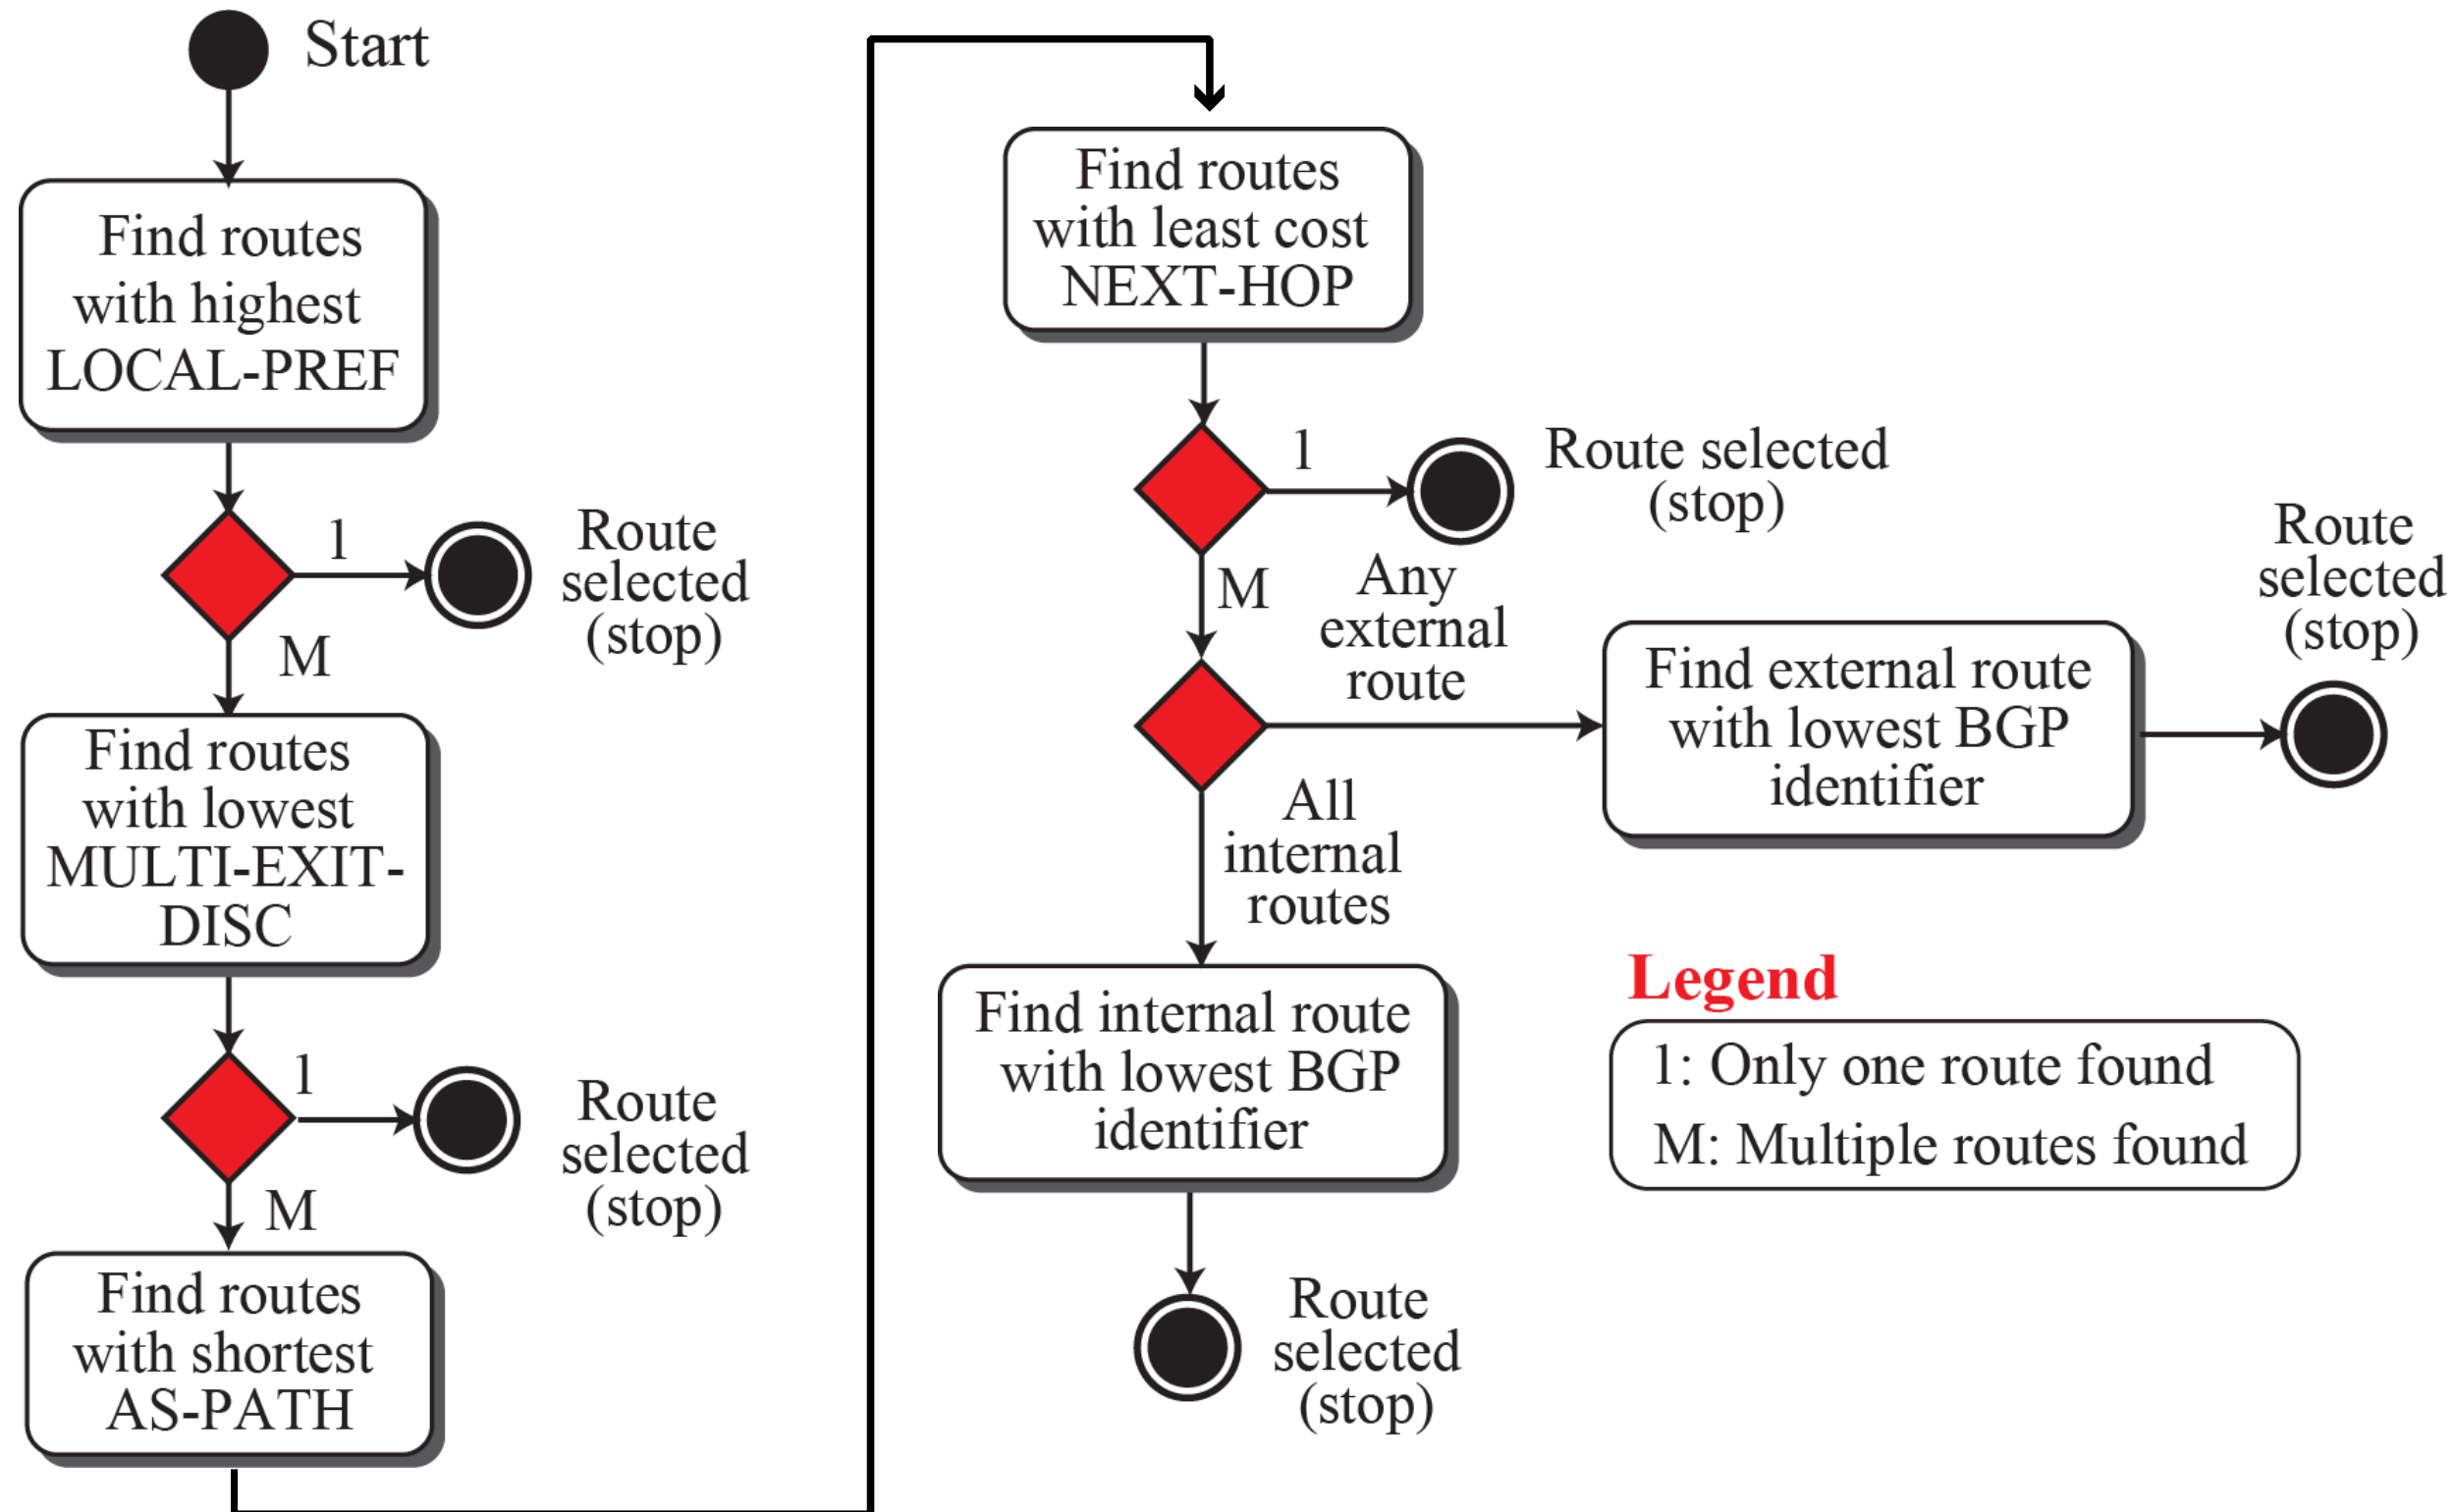 Start
Find routes
with highest
LOCAL-PREF
1
Route
selected
(stop)
M
Find routes
with lowest
MULTI-EXIT-
DISC
1
Route
selected
(stop)
M
Find routes
with shortest
AS-PATH
Find routes
with least cost
NEXT-HOP
1
Route selected
(stop)
M
Any
external
route
Find external route
with lowest BGP
identifier
Route
selected
(stop)
All
internal
routes
Find internal route
with lowest BGP
identifier
Route
selected
(stop)
Legend
1: Only one route found
M: Multiple routes found